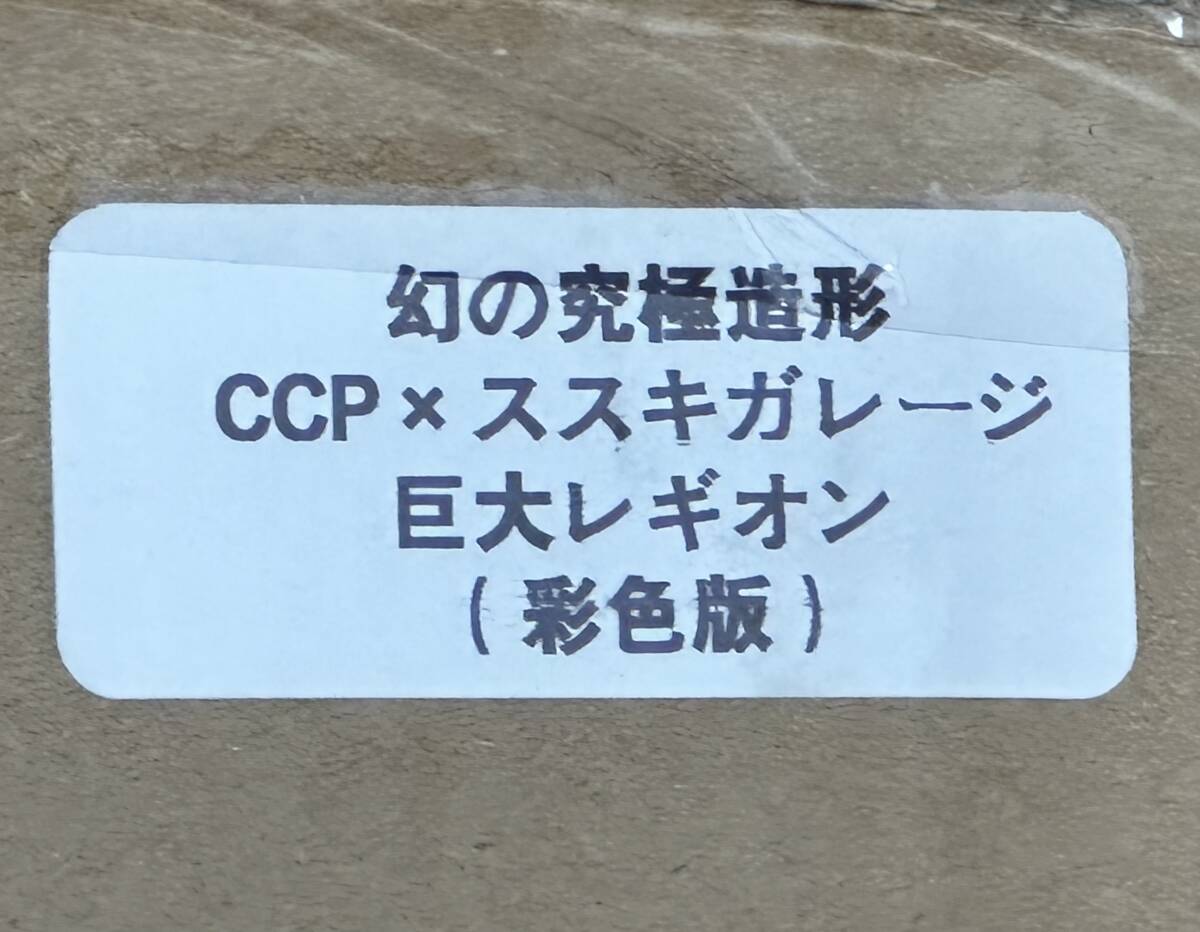 幻の究極造形
CCP×ススキガレージ
巨大レギオン
(彩色版)